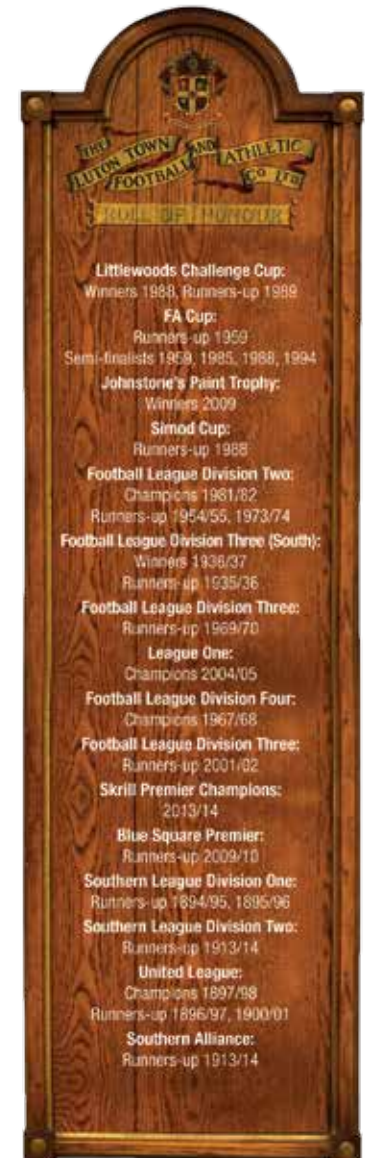 THE
LUTON TOWN
FOOTBALL
AND
ATHLETIC
Co LTD
ROLL OF HONOUR
Littlewoods Challenge Cup:
Winners 1988, Runners-up 1989
FA Cup:
Runners-up 1959
Semi-finalists 1959, 1985, 1988, 1994
Johnstone's Paint Trophy:
Winners 2009
Simod Cup:
Runners-up 1988
Football League Division Two:
Champions 1981/82
Runners-up 1954/55, 1973/74
Football League Division Three (South):
Winners 1936/37
Runners-up 1935/36
Football League Division Three:
Runners-up 1969/70
League One:
Champions 2004/05
Football League Division Four:
Champions 1967/68
Football League Division Three:
Runners-up 2001/02
Skrill Premier Champions:
2013/14
Blue Square Premier:
Runners-up 2009/10
Southern League Division One:
Runners-up 1894/95, 1895/96
Southern League Division Two:
Runners-up 1913/14
United League:
Champions 1897/98
Runners-up 1896/97, 1900/01
Southern Alliance:
Runners-up 1913/14